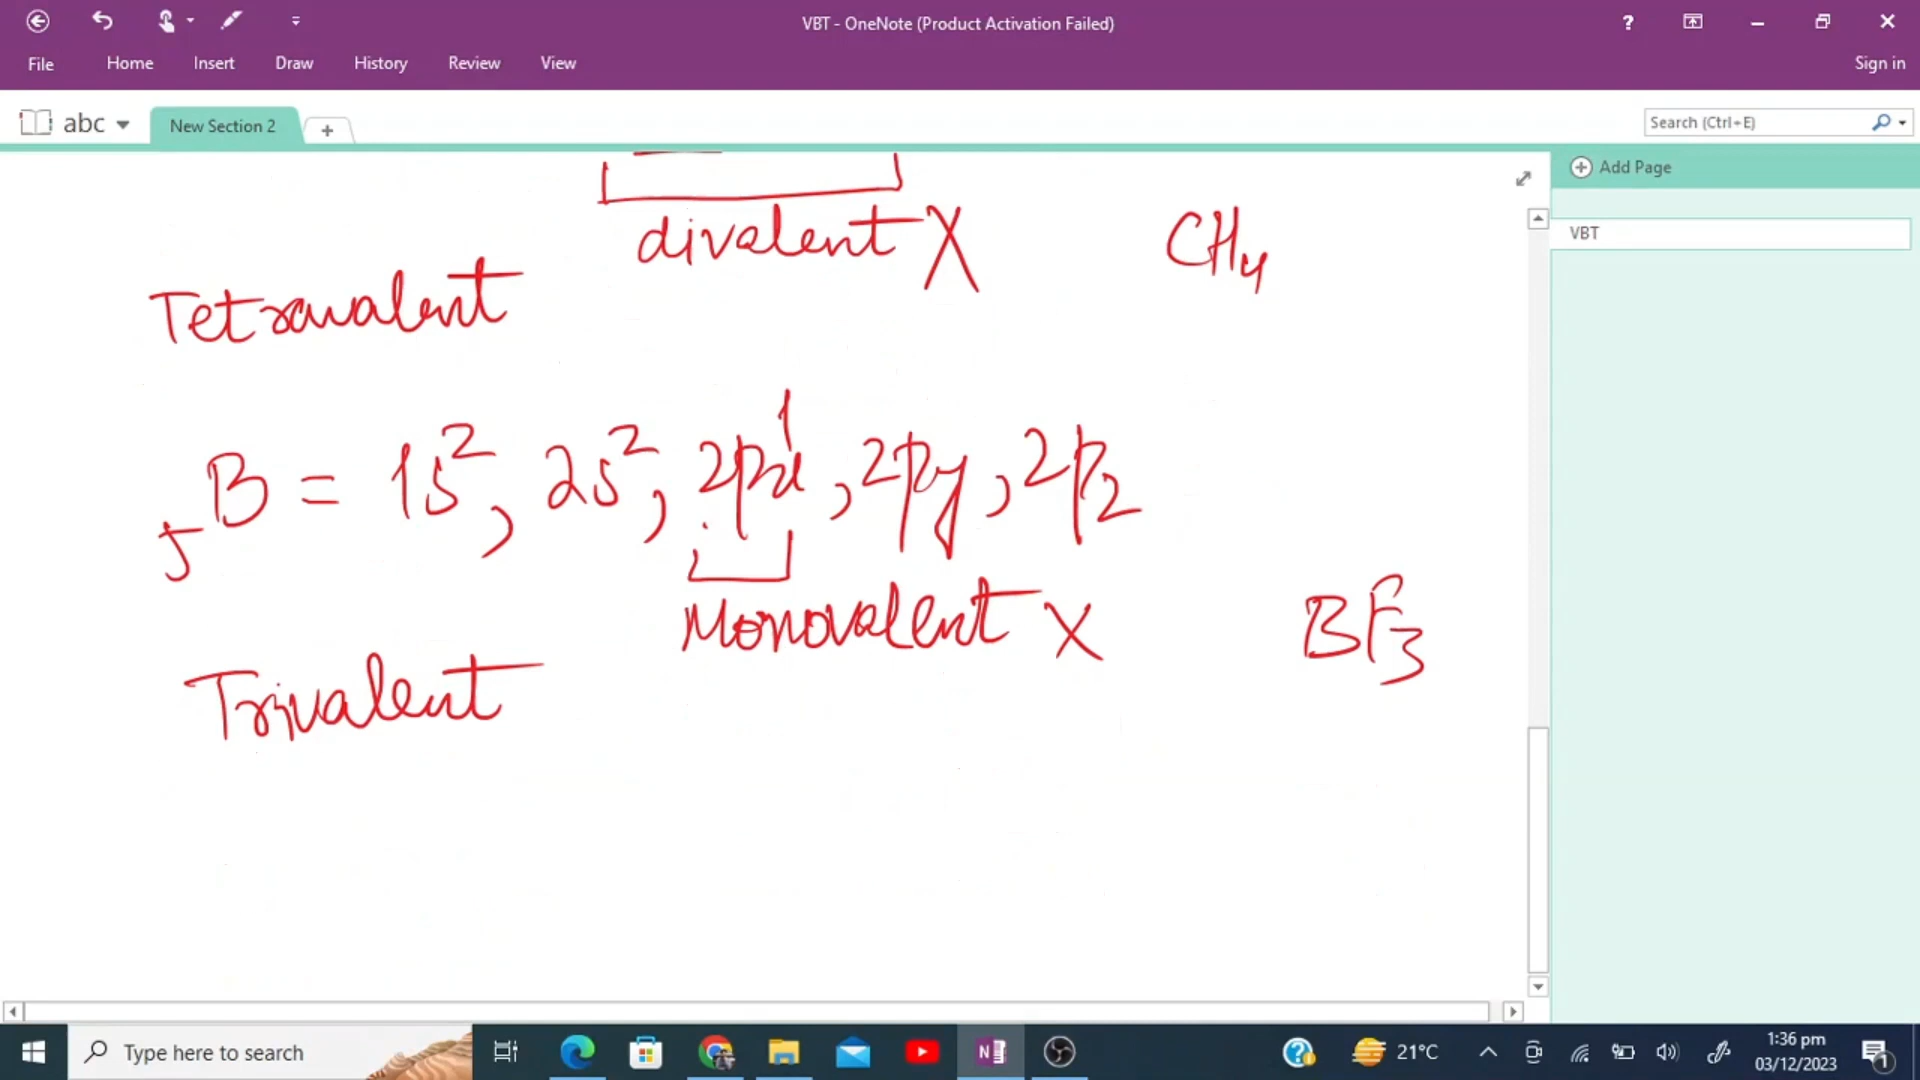 VBT - OneNote (Product Activation Failed)
?
File Home Insert Draw History Review View Sign in
abc New Section 2 + Search (Ctrl+E)
Add Page
VBT
divalent X CH₄
Tetravalent
₅B = 1s², 2s², 2px¹, 2py, 2pz
Monovalent X BF₃
Trivalent
Type here to search
N
21°C
1:36 pm
03/12/2023
1